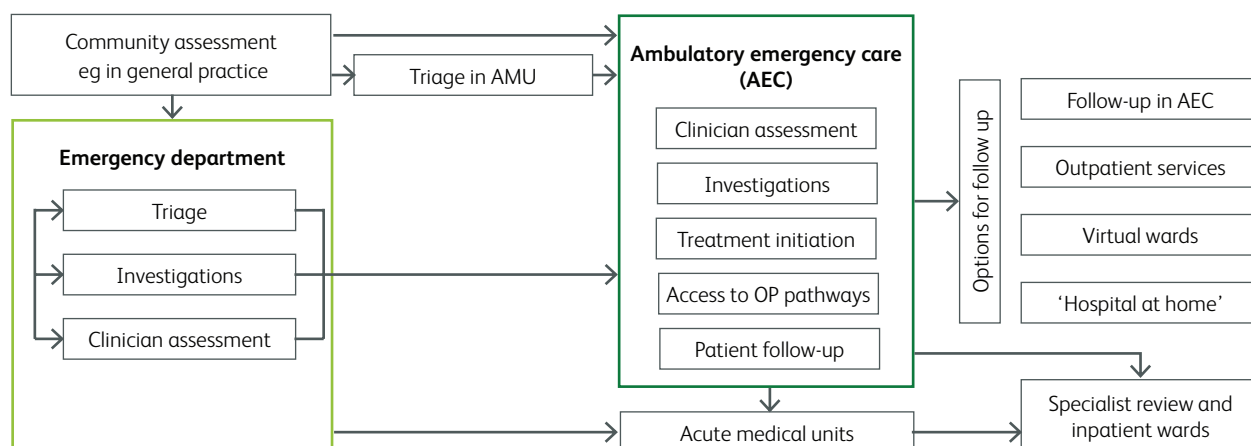 Community assessment
eg in general practice
Triage in AMU
Emergency department
Triage
Investigations
Clinician assessment
Ambulatory emergency care
(AEC)
Clinician assessment
Investigations
Treatment initiation
Access to OP pathways
Patient follow-up
Options for follow up
Follow-up in AEC
Outpatient services
Virtual wards
‘Hospital at home’
Acute medical units
Specialist review and
inpatient wards